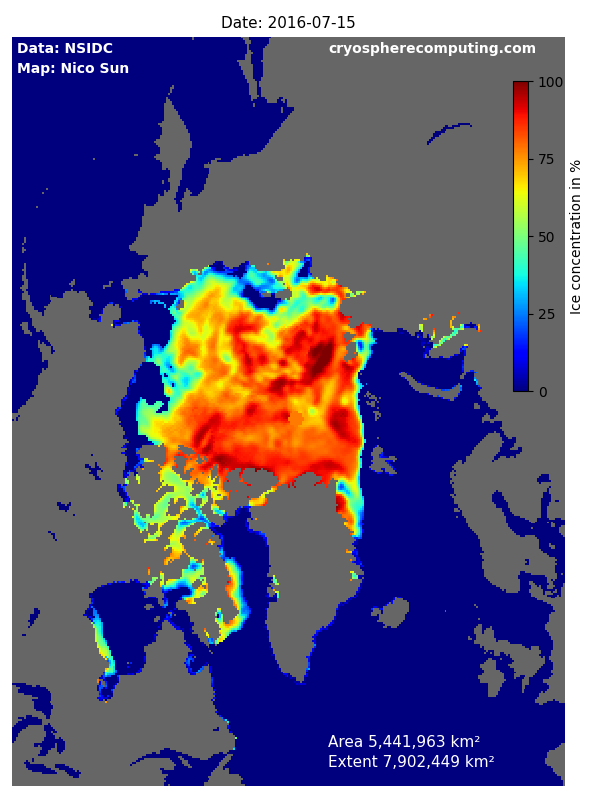 Date: 2016-07-15
Data: NSIDC
cryospherecomputing.com
Map: Nico Sun
100
75
50
25
0
Ice concentration in %
Area 5,441,963 km²
Extent 7,902,449 km²